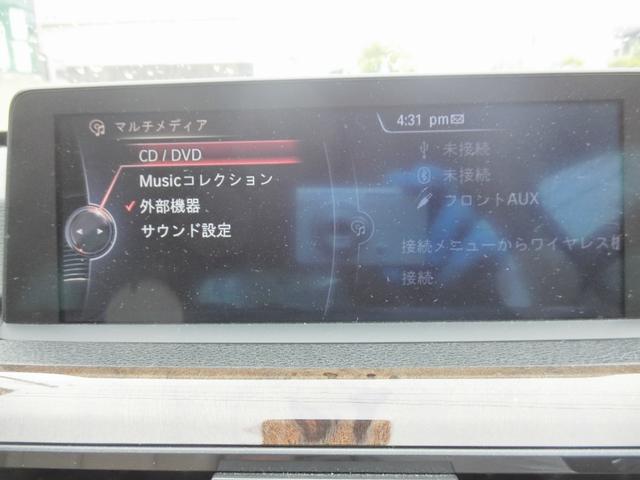 マルチメディア
4:31 pm
CD / DVD
Musicコレクション
外部機器
サウンド設定
未接続
未接続
フロントAUX
接続メニューからワイヤレス
接続